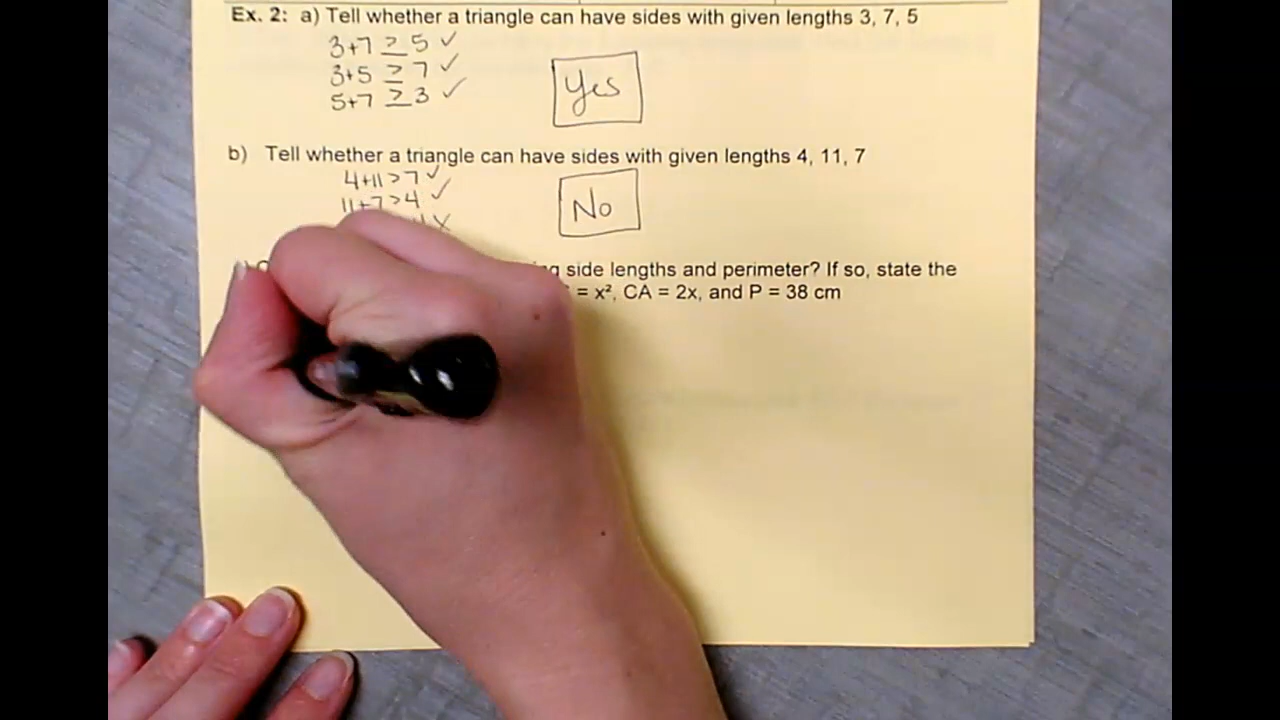 Ex. 2: a) Tell whether a triangle can have sides with given lengths 3, 7, 5
3+7 > 5 ✓
3+5 > 7 ✓
5+7 > 3 ✓
Yes
b) Tell whether a triangle can have sides with given lengths 4, 11, 7
4+11 > 7 ✓
11+7 > 4 ✓
No
side lengths and perimeter? If so, state the
= x², CA = 2x, and P = 38 cm